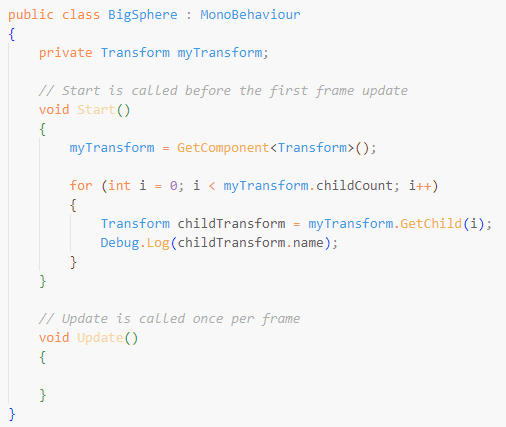 public class BigSphere : MonoBehaviour
{
    private Transform myTransform;

    // Start is called before the first frame update
    void Start()
    {
        myTransform = GetComponent<Transform>();

        for (int i = 0; i < myTransform.childCount; i++)
        {
            Transform childTransform = myTransform.GetChild(i);
            Debug.Log(childTransform.name);
        }
    }

    // Update is called once per frame
    void Update()
    {

    }
}